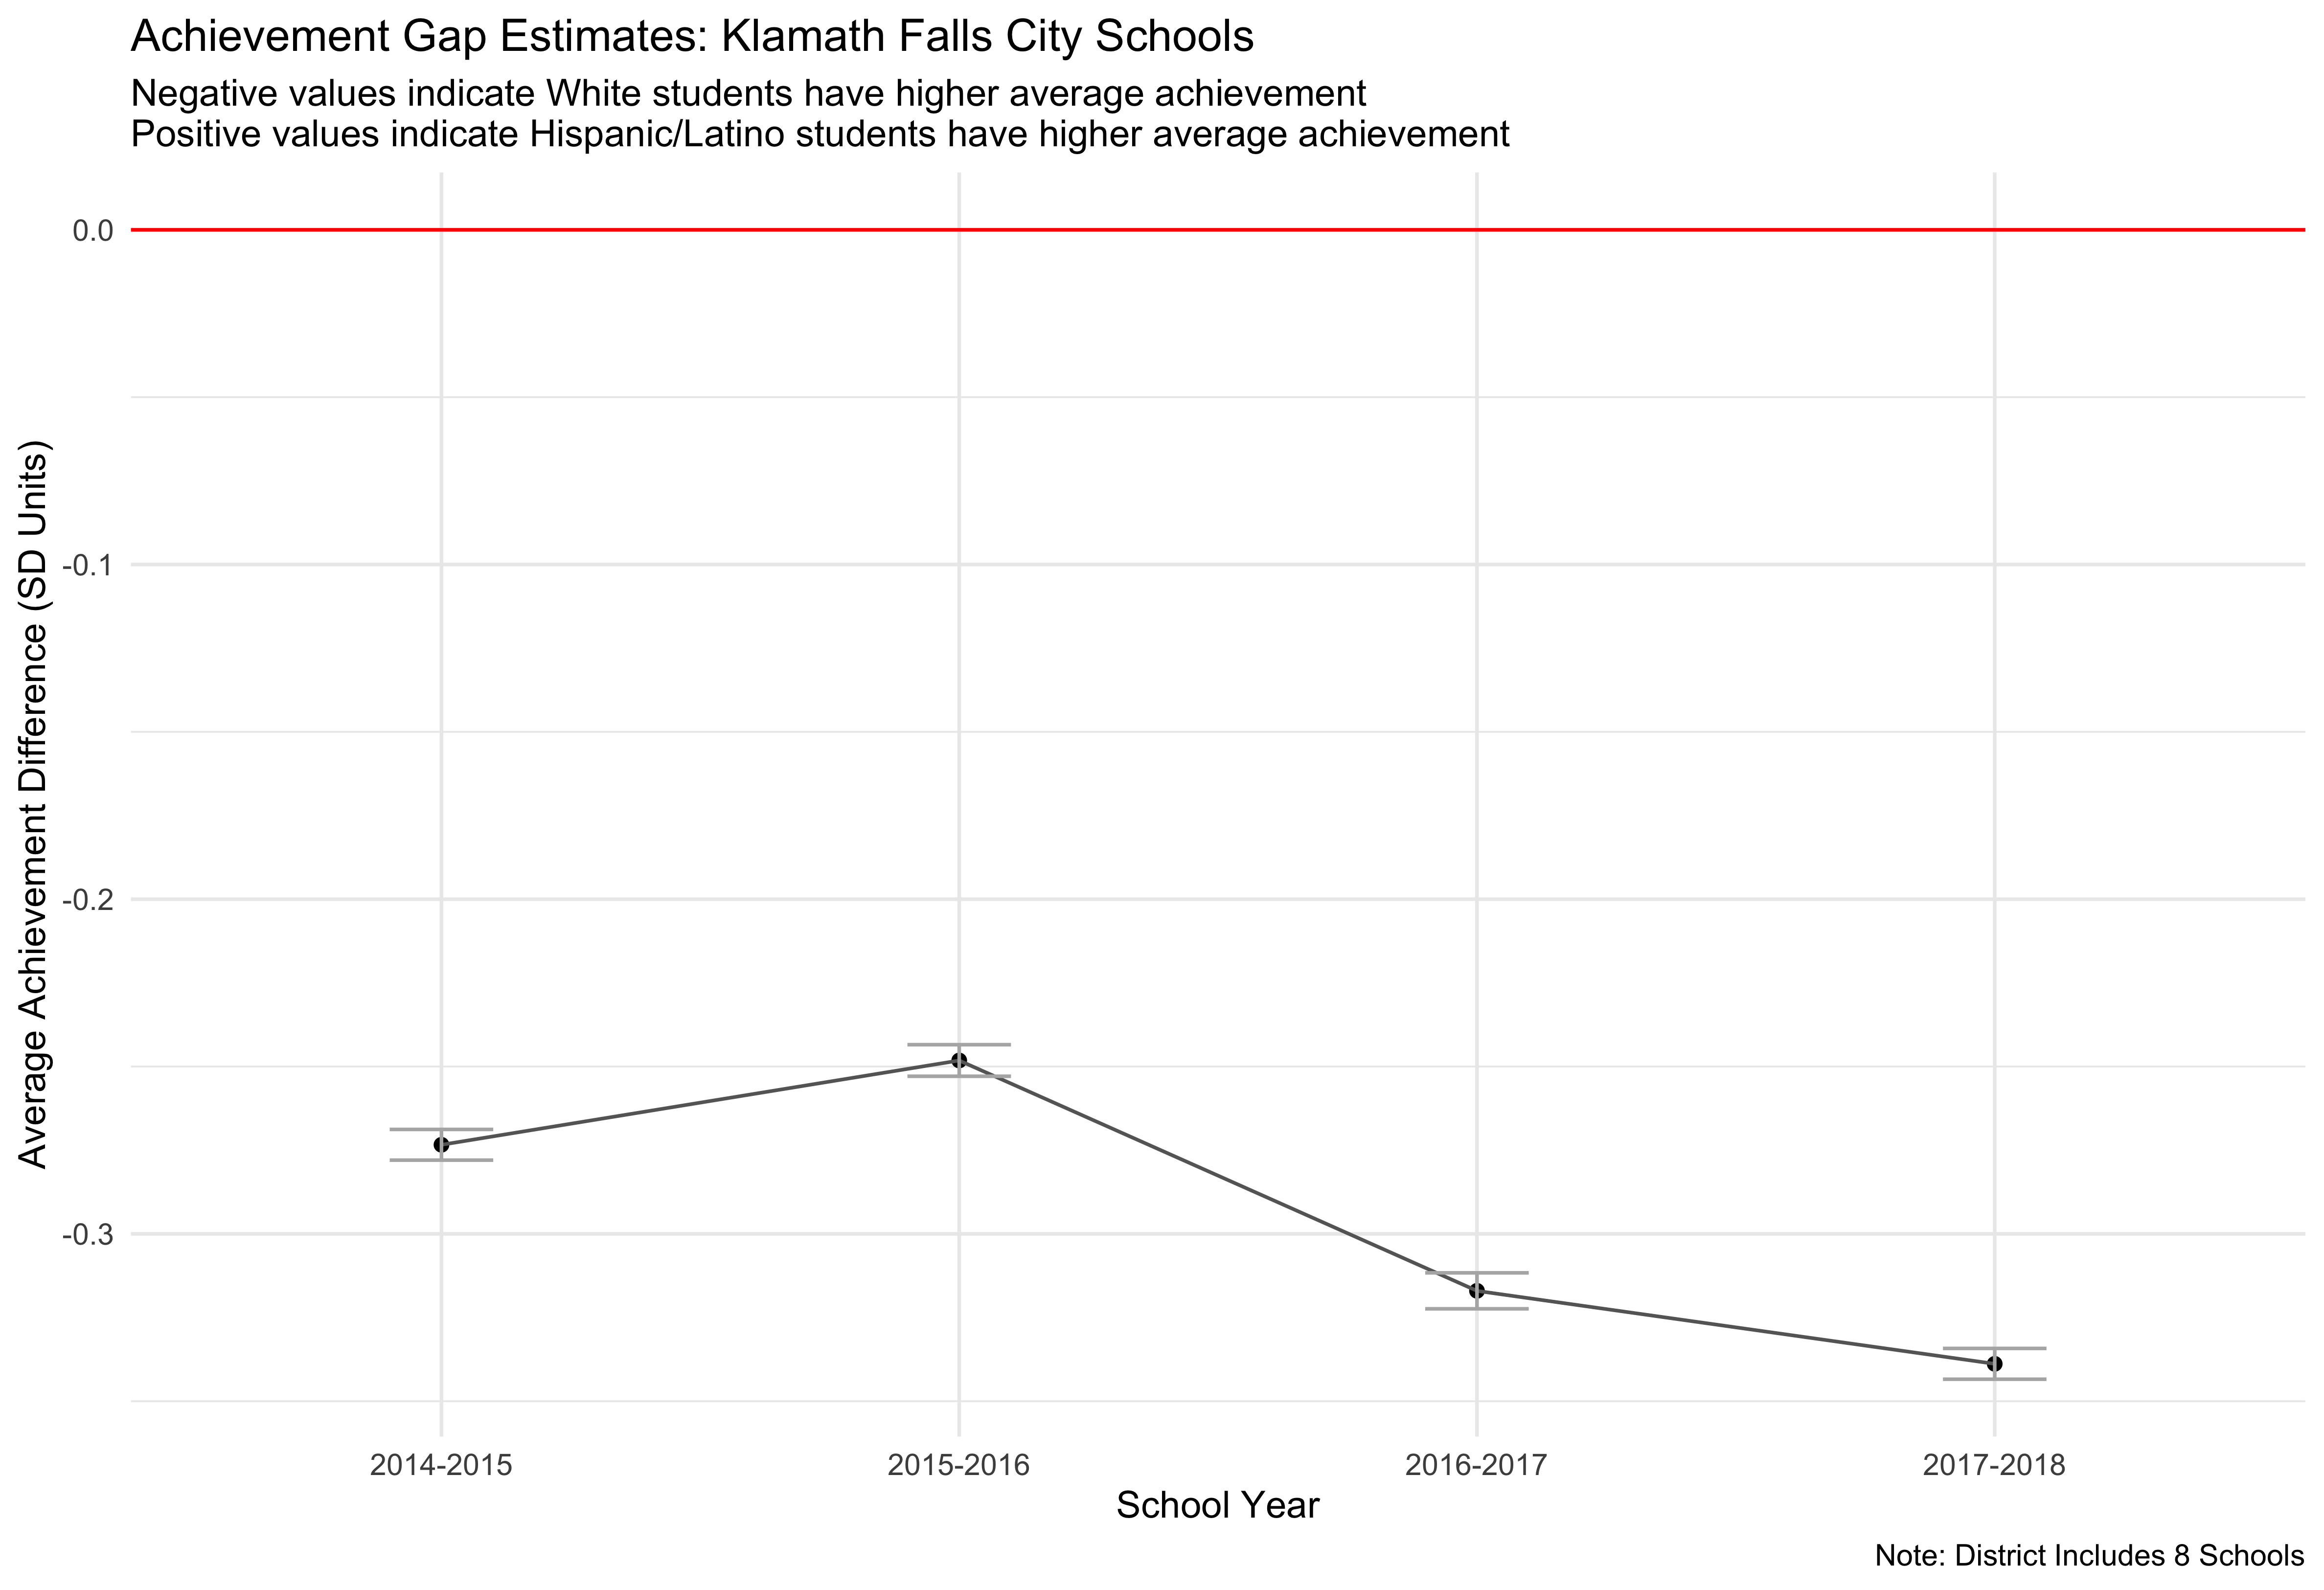 Achievement Gap Estimates: Klamath Falls City Schools
Negative values indicate White students have higher average achievement
Positive values indicate Hispanic/Latino students have higher average achievement
Average Achievement Difference (SD Units)
0.0
-0.1
-0.2
-0.3
2014-2015
2015-2016
2016-2017
2017-2018
School Year
Note: District Includes 8 Schools